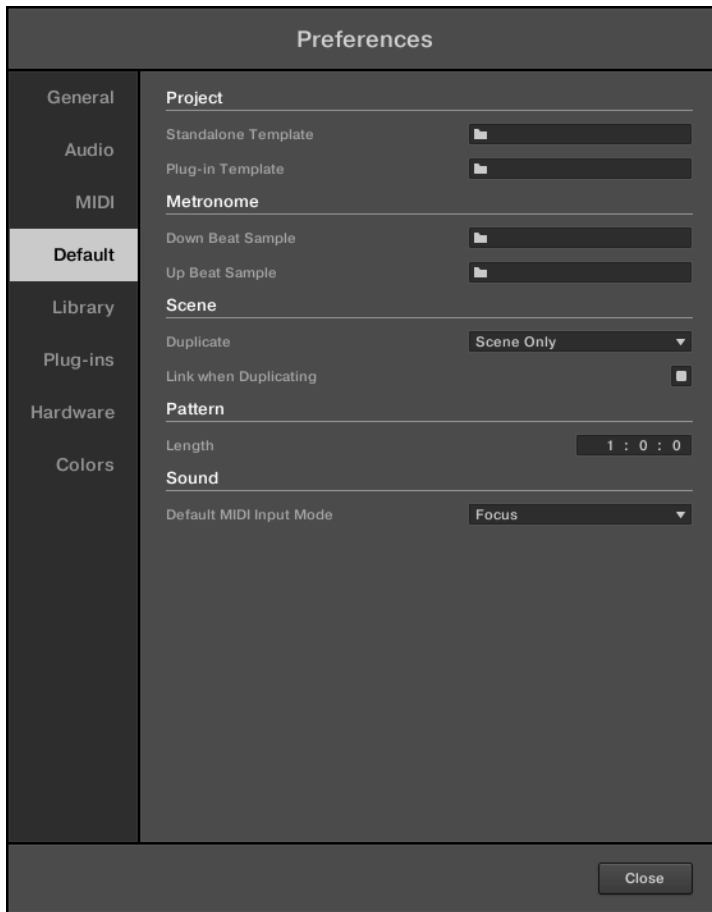 Preferences
General
Audio
MIDI
Default
Library
Plug-ins
Hardware
Colors
Project
Standalone Template
Plug-in Template
Metronome
Down Beat Sample
Up Beat Sample
Scene
Duplicate Scene Only
Link when Duplicating
Pattern
Length 1 : 0 : 0
Sound
Default MIDI Input Mode Focus
Close